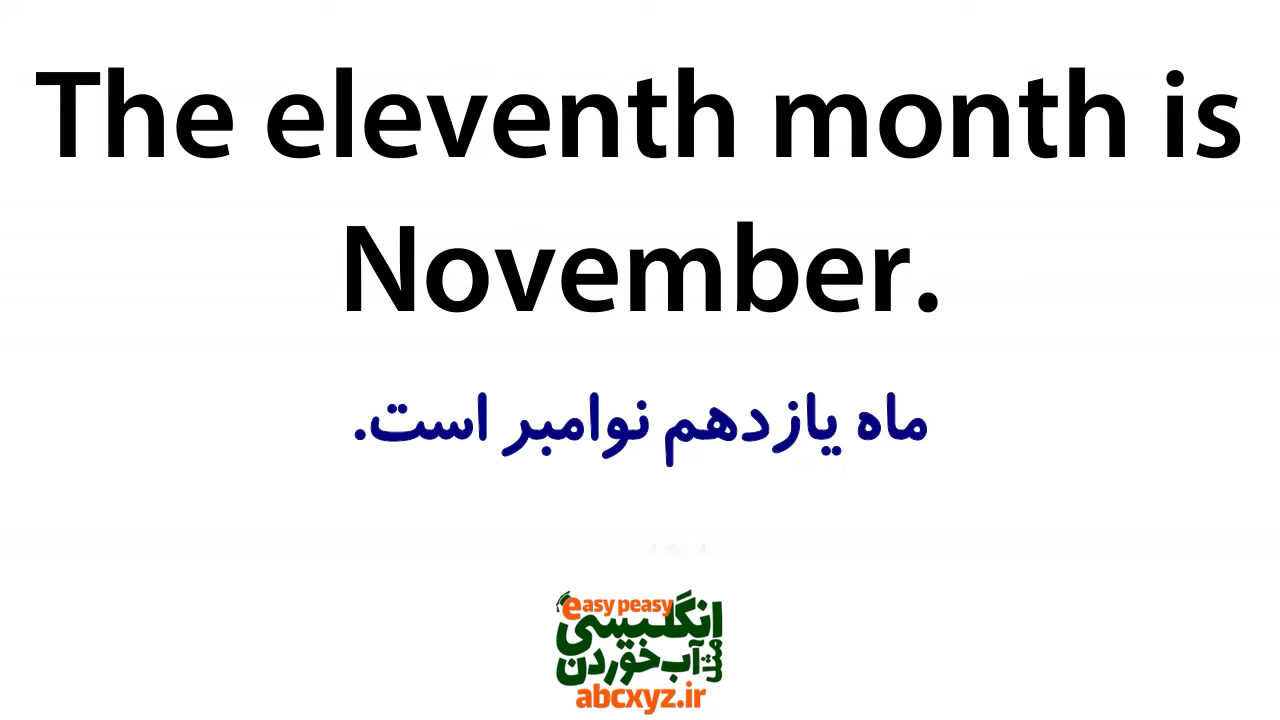 The eleventh month is
November.
ماه یازدهم نوامبر است.
easy peasy
انگلیسی
مثل آب خوردن
abcxyz.ir